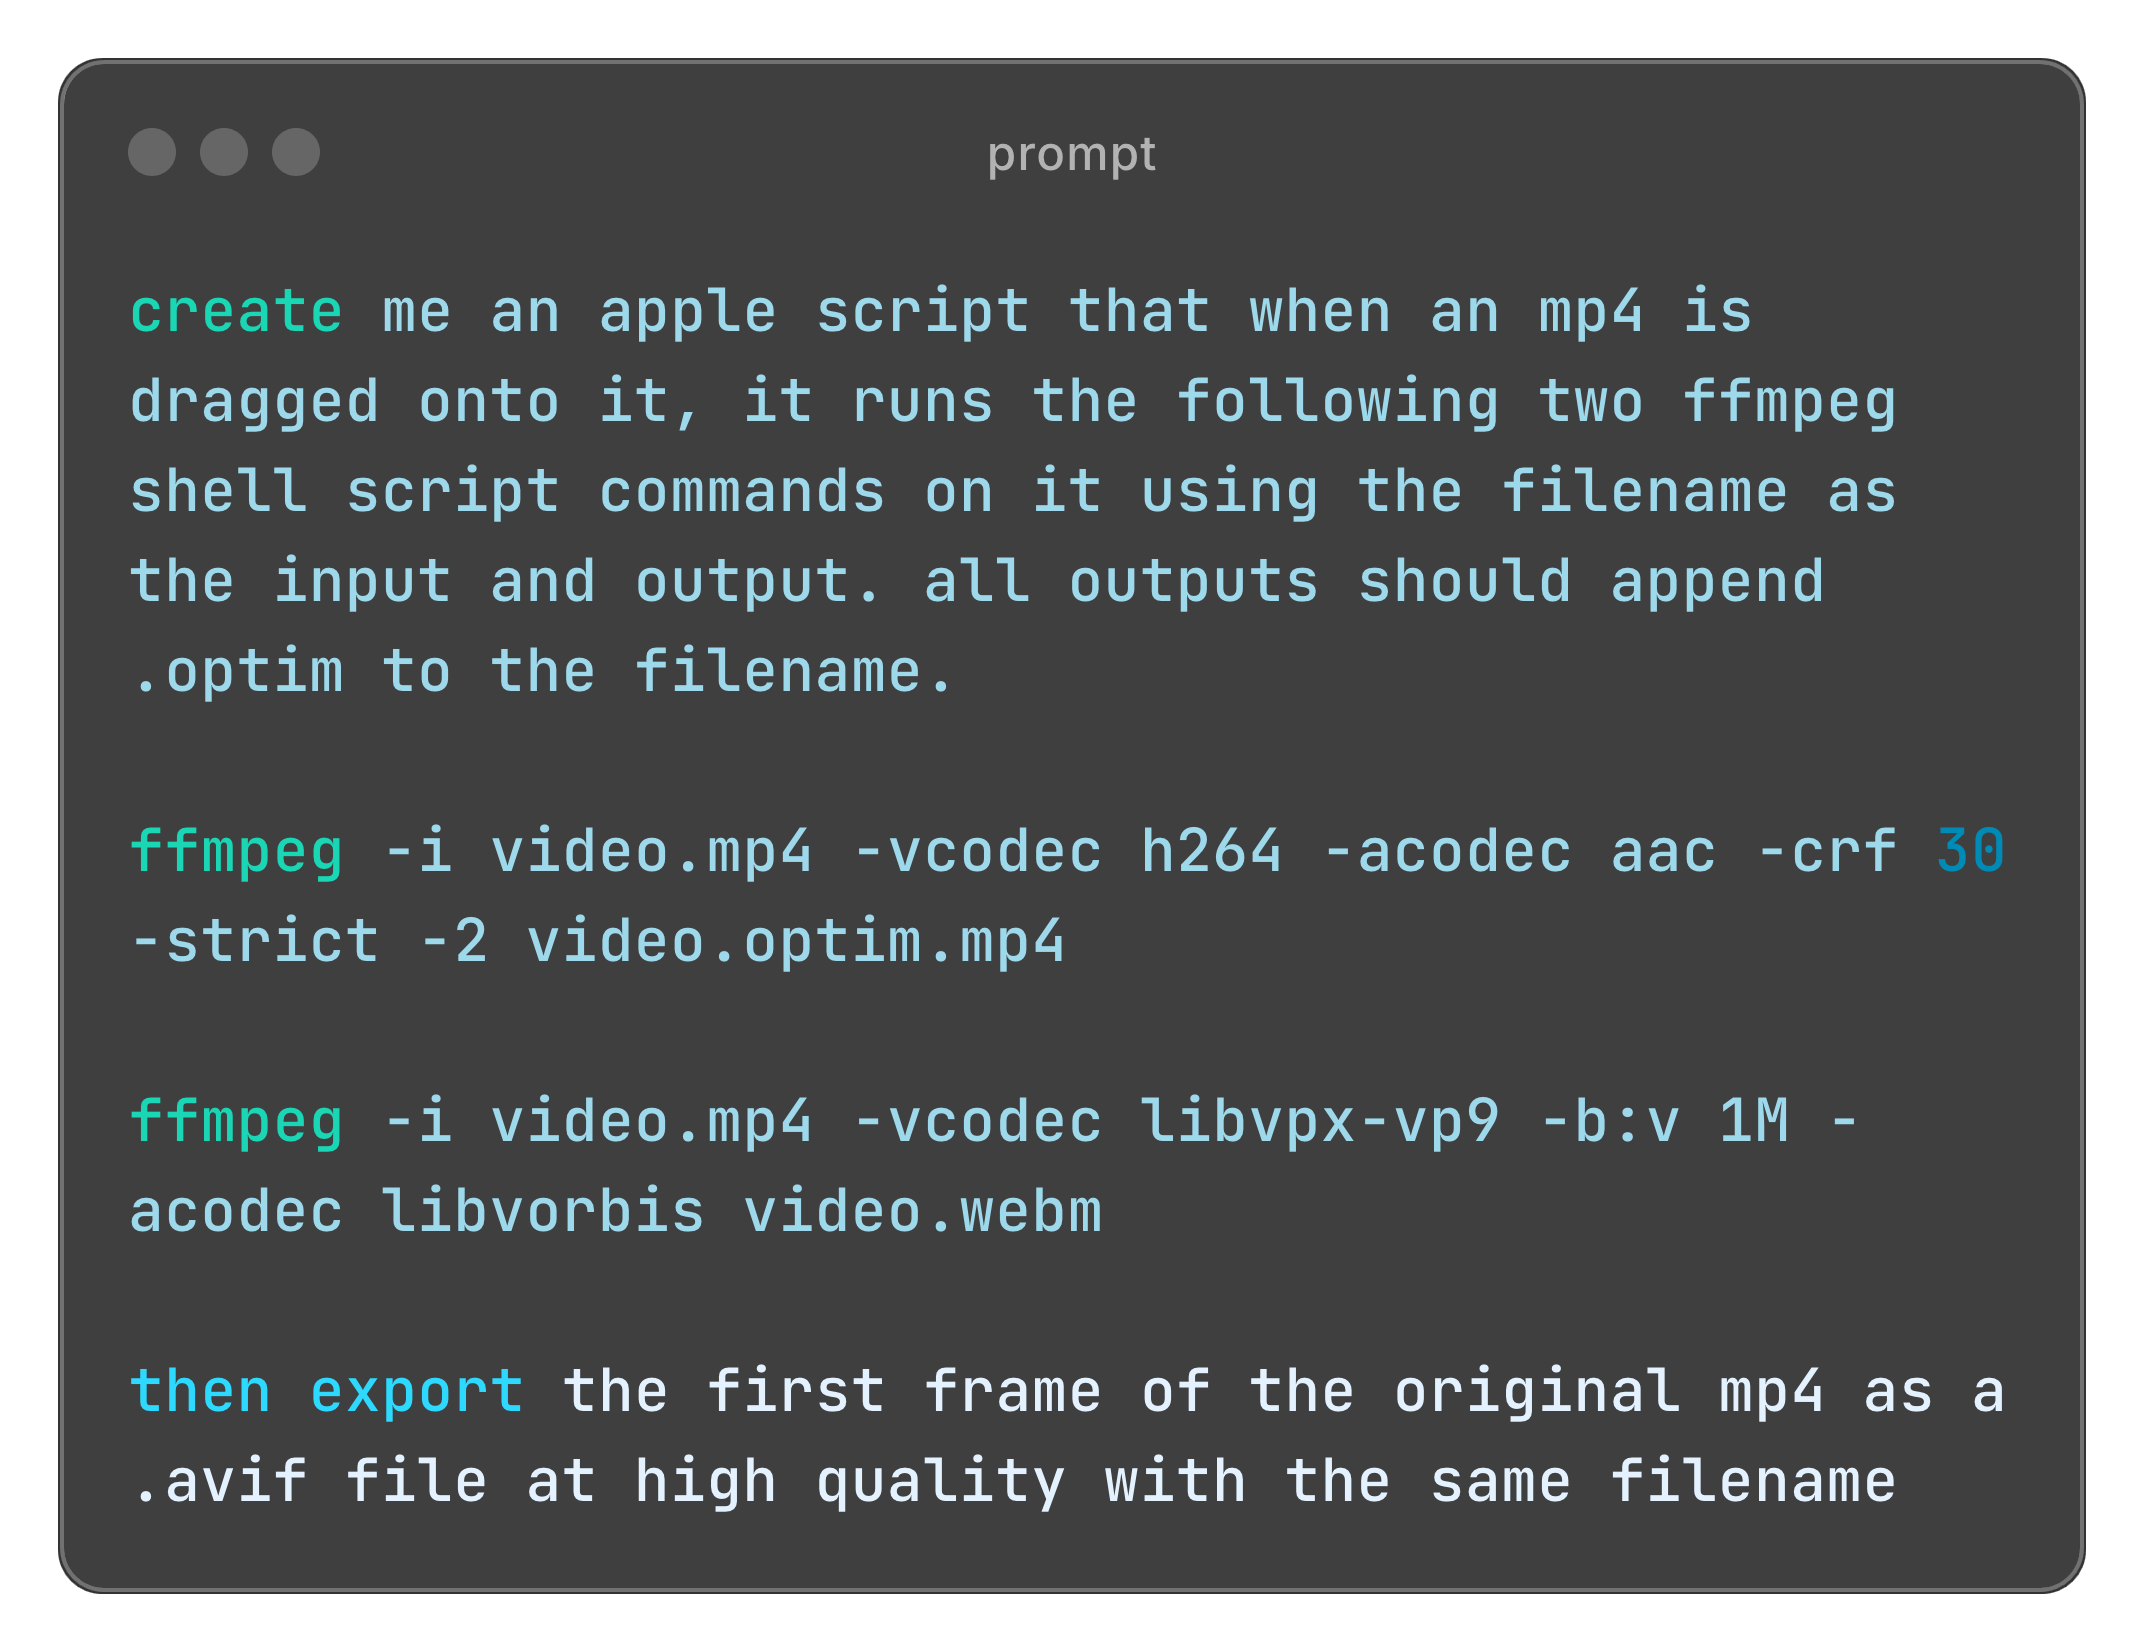 prompt
create me an apple script that when an mp4 is
dragged onto it, it runs the following two ffmpeg
shell script commands on it using the filename as
the input and output. all outputs should append
.optim to the filename.
ffmpeg -i video.mp4 -vcodec h264 -acodec aac -crf 30
-strict -2 video.optim.mp4
ffmpeg -i video.mp4 -vcodec libvpx-vp9 -b:v 1M -
acodec libvorbis video.webm
then export the first frame of the original mp4 as a
.avif file at high quality with the same filename